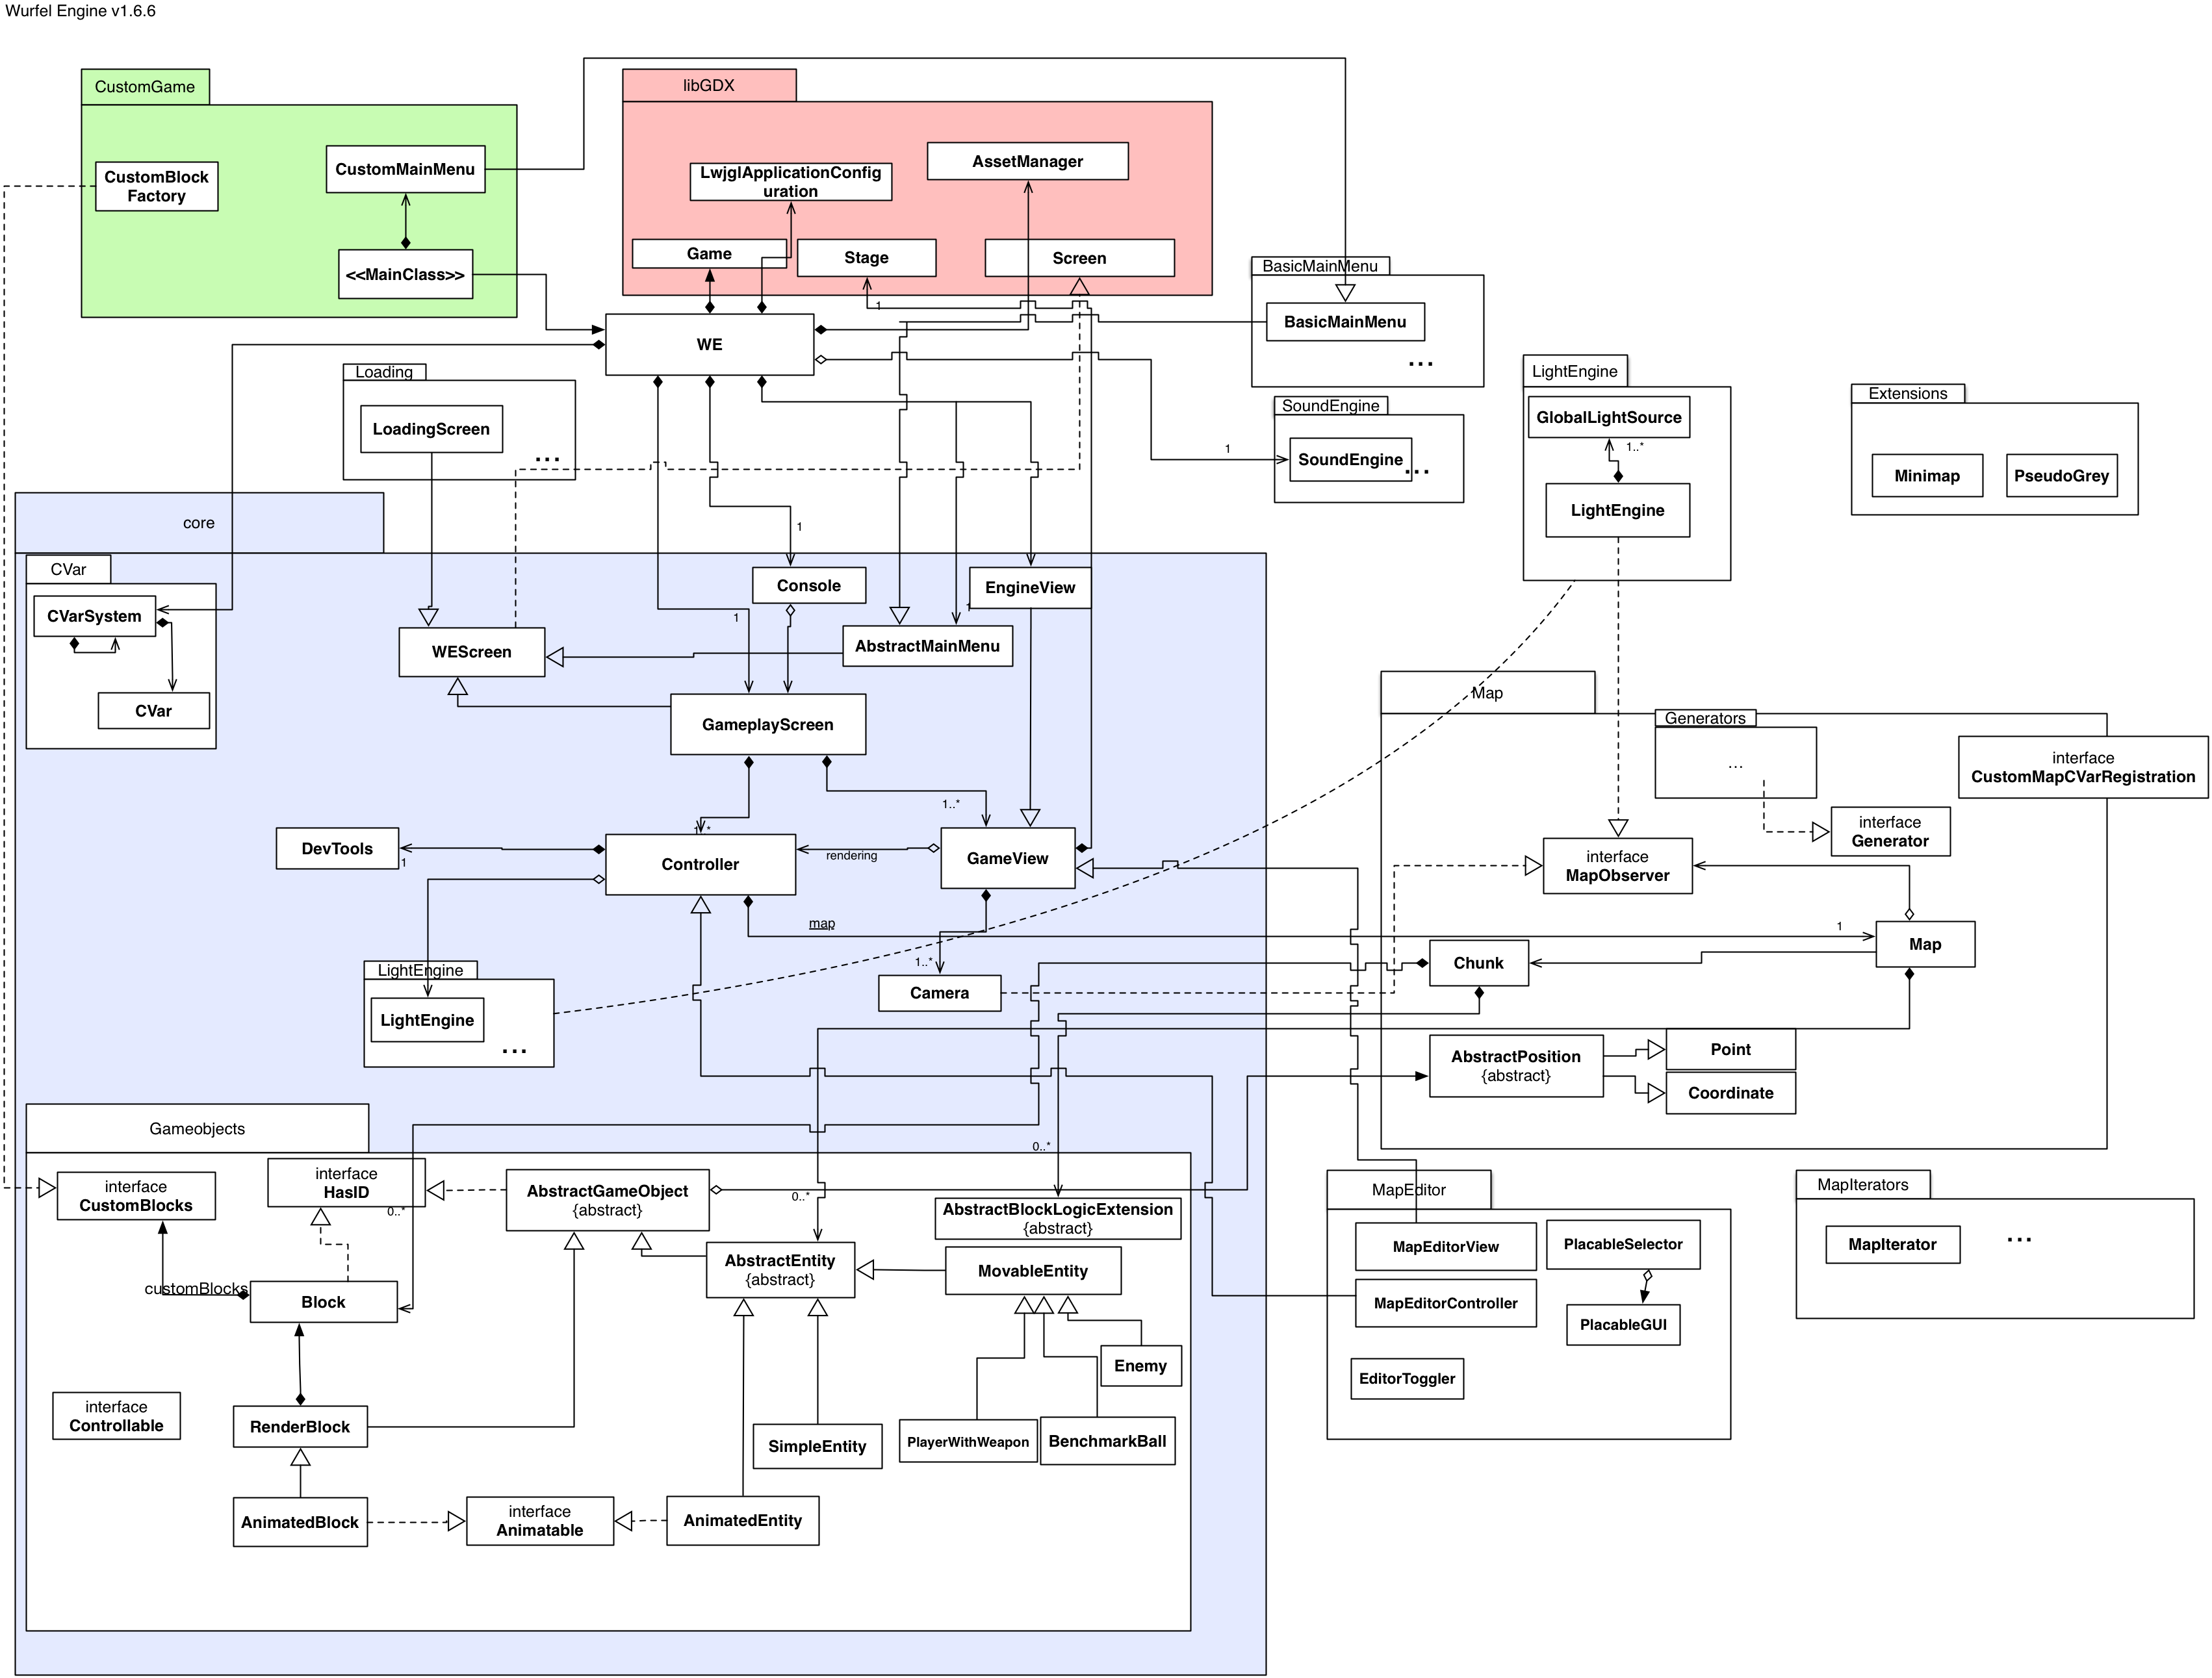 Wurfel Engine v1.6.6
CustomGame
CustomBlock
Factory
CustomMainMenu
<<MainClass>>
libGDX
LwjglApplicationConfig
uration
AssetManager
Game
Stage
Screen
1
WE
BasicMainMenu
BasicMainMenu
...
Loading
LoadingScreen
...
SoundEngine
1
SoundEngine
...
LightEngine
GlobalLightSource
1..*
LightEngine
Extensions
Minimap
PseudoGrey
core
1
CVar
CVarSystem
CVar
Console
EngineView
1
1
WEScreen
AbstractMainMenu
GameplayScreen
1..*
1..*
DevTools
1
Controller
rendering
GameView
map
1
1..*
Camera
LightEngine
LightEngine
...
Map
Generators
...
interface
CustomMapCVarRegistration
interface
Generator
interface
MapObserver
Map
Chunk
AbstractPosition
{abstract}
Point
Coordinate
Gameobjects
0..*
interface
CustomBlocks
interface
HasID
0..*
AbstractGameObject
{abstract}
0..*
AbstractBlockLogicExtension
{abstract}
AbstractEntity
{abstract}
MovableEntity
customBlocks
Block
Enemy
interface
Controllable
RenderBlock
SimpleEntity
PlayerWithWeapon
BenchmarkBall
AnimatedBlock
interface
Animatable
AnimatedEntity
MapEditor
MapEditorView
PlacableSelector
MapEditorController
PlacableGUI
EditorToggler
MapIterators
MapIterator
...